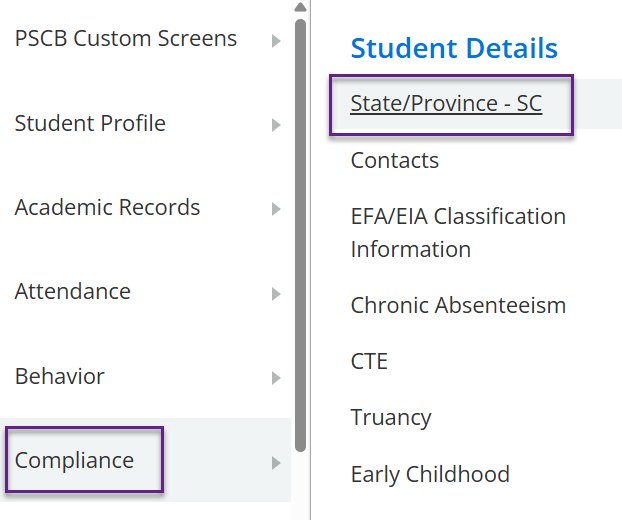 PSCB Custom Screens
Student Profile
Academic Records
Attendance
Behavior
Compliance
Student Details
State/Province - SC
Contacts
EFA/EIA Classification
Information
Chronic Absenteeism
CTE
Truancy
Early Childhood